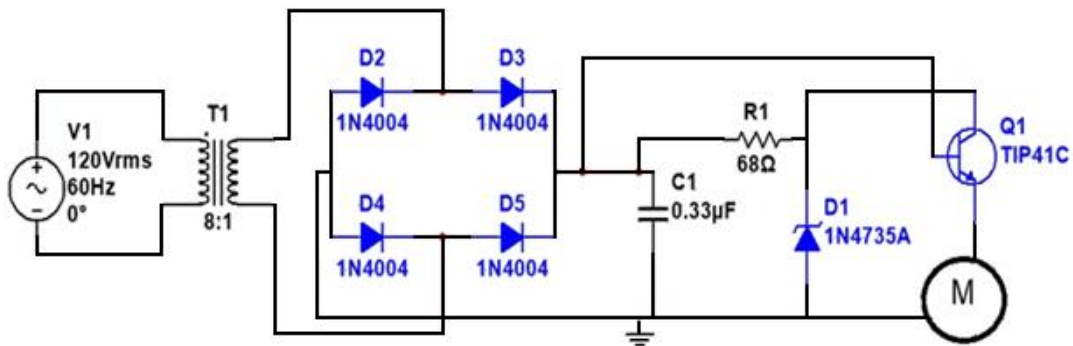 V1
120Vrms
60Hz
0°
T1
8:1
D2
1N4004
D3
1N4004
D4
1N4004
D5
1N4004
C1
0.33µF
R1
68Ω
D1
1N4735A
Q1
TIP41C
M